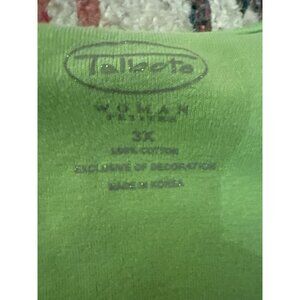 Talbots
WOMAN
PETITES
3X
100% COTTON
EXCLUSIVE OF DECORATION
MADE IN KOREA